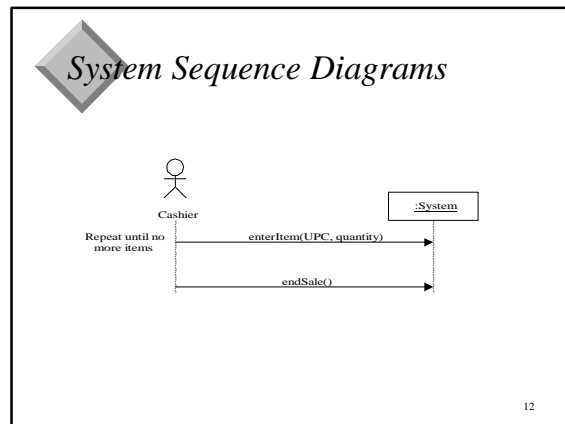 System Sequence Diagrams
Cashier
:System
Repeat until no
more items
enterItem(UPC, quantity)
endSale()
12